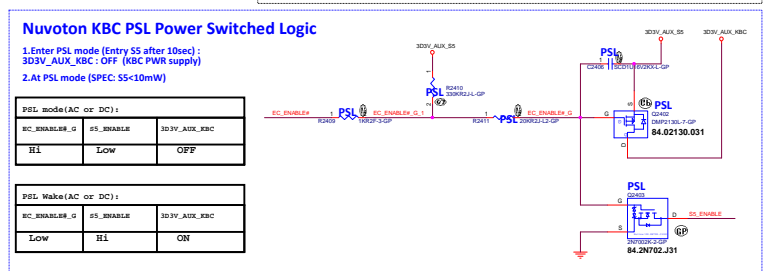 Nuvoton KBC PSL Power Switched Logic
1.Enter PSL mode (Entry S5 after 10sec) :
3D3V_AUX_KBC : OFF (KBC PWR supply)
2.At PSL mode (SPEC: S5<10mW)
PSL mode(AC or DC):
EC_ENABLE#_G S5_ENABLE 3D3V_AUX_KBC
Hi Low OFF
PSL Wake(AC or DC):
EC_ENABLE#_G S5_ENABLE 3D3V_AUX_KBC
Low Hi ON
3D3V_AUX_S5
1
PSL
R2410
330KR2J-L-GP
2
EC_ENABLE#
PSL
R2409
1KR2F-3-GP
EC_ENABLE#_G_1
PSL
R2411
20KR2J-L2-GP
EC_ENABLE#_G
3D3V_AUX_S5
3D3V_AUX_KBC
PSL
C2406
SCD1U16V2KX-L-GP
S
G
D
PSL
Q2402
DMP2130L-7-GP
84.02130.031
PSL
Q2403
G
D
S5_ENABLE
S
GP
2N7002K-2-GP
84.2N702.J31